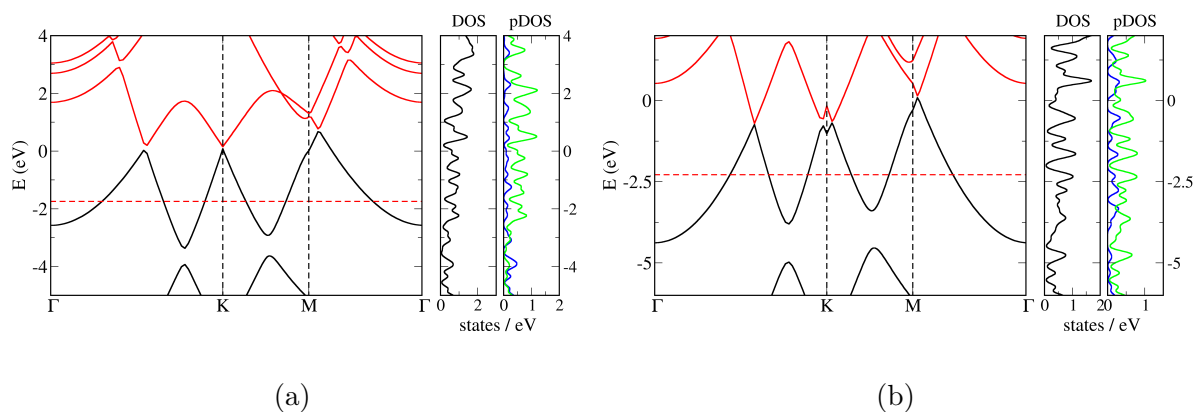 DOS pDOS
4 4
2 2
0 0
-2 -2
-4 -4
E (eV)
Γ K M Γ
0 2 0 1 2
states / eV
(a)
DOS pDOS
0 0
-2.5 -2.5
-5 -5
E (eV)
Γ K M Γ
0 1 2 0 1
states / eV
(b)